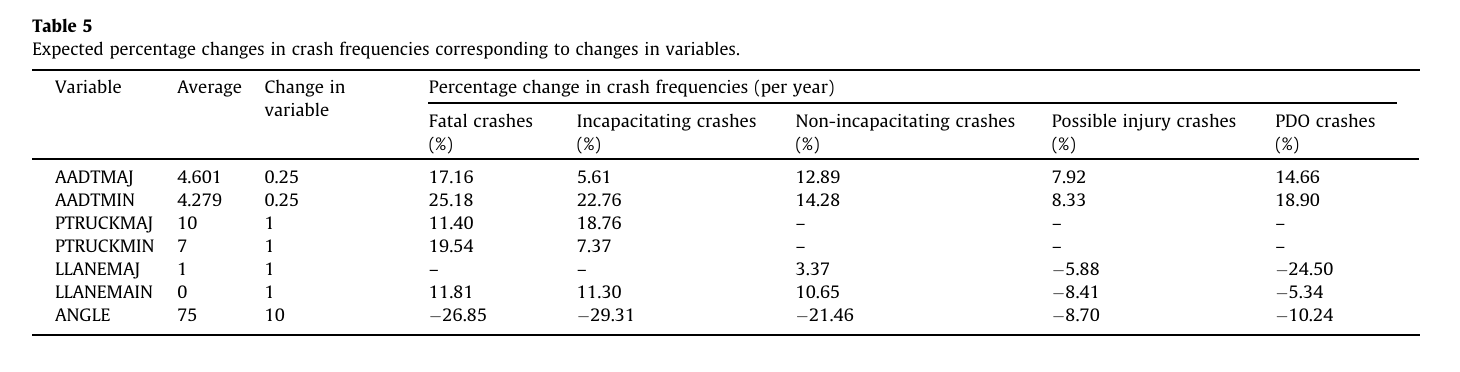 Table 5
Expected percentage changes in crash frequencies corresponding to changes in variables.
Variable Average Change in variable Percentage change in crash frequencies (per year)
Fatal crashes (%) Incapacitating crashes (%) Non-incapacitating crashes (%) Possible injury crashes (%) PDO crashes (%)
AADTMAJ 4.601 0.25 17.16 5.61 12.89 7.92 14.66
AADTMIN 4.279 0.25 25.18 22.76 14.28 8.33 18.90
PTRUCKMAJ 10 1 11.40 18.76 – – –
PTRUCKMIN 7 1 19.54 7.37 – – –
LLANEMAJ 1 1 – – 3.37 −5.88 −24.50
LLANEMAIN 0 1 11.81 11.30 10.65 −8.41 −5.34
ANGLE 75 10 −26.85 −29.31 −21.46 −8.70 −10.24